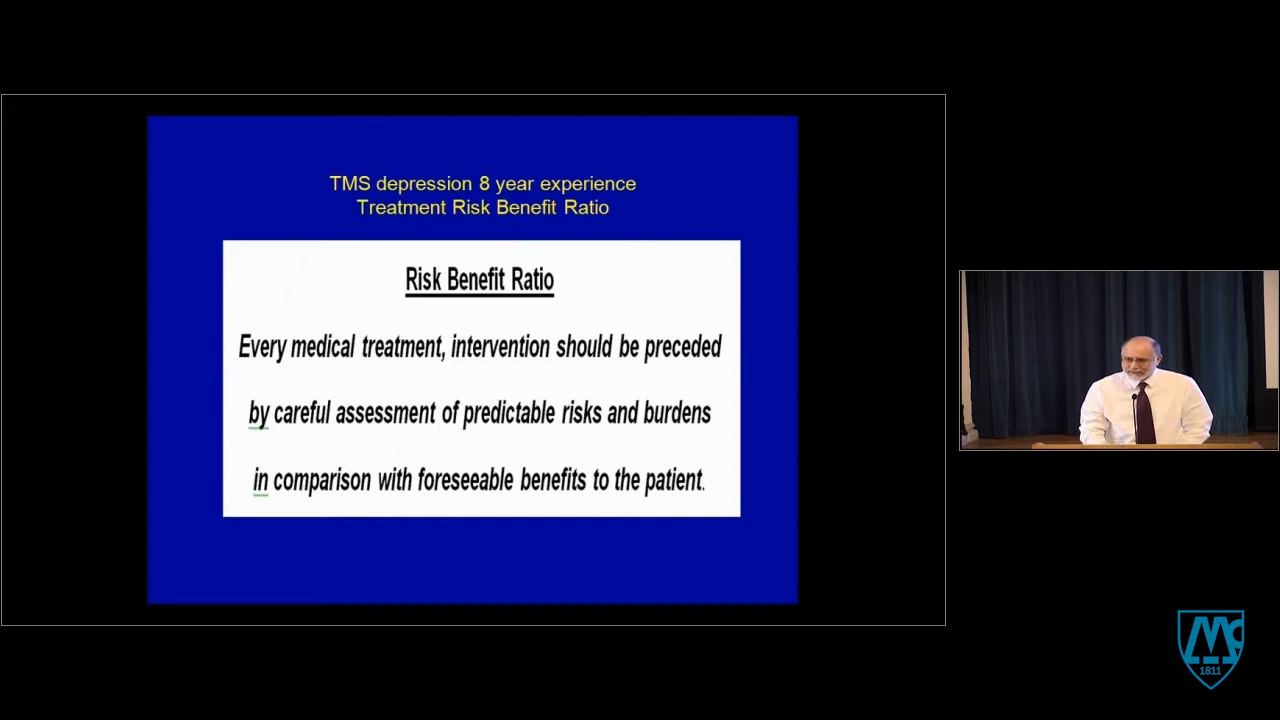 TMS depression 8 year experience
Treatment Risk Benefit Ratio
Risk Benefit Ratio
Every medical treatment, intervention should be preceded
by careful assessment of predictable risks and burdens
in comparison with foreseeable benefits to the patient.
Mc
1811